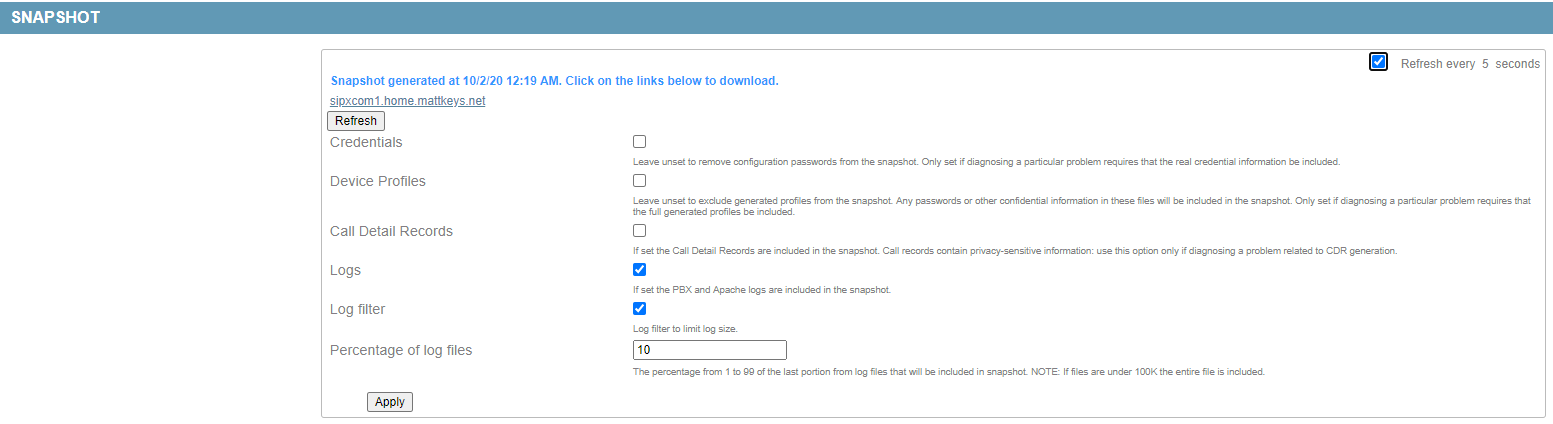 SNAPSHOT
Refresh every 5 seconds
Snapshot generated at 10/2/20 12:19 AM. Click on the links below to download.
sipxcom1.home.mattkeys.net
Refresh
Credentials
Leave unset to remove configuration passwords from the snapshot. Only set if diagnosing a particular problem requires that the real credential information be included.
Device Profiles
Leave unset to exclude generated profiles from the snapshot. Any passwords or other confidential information in these files will be included in the snapshot. Only set if diagnosing a particular problem requires that
the full generated profiles be included.
Call Detail Records
If set the Call Detail Records are included in the snapshot. Call records contain privacy-sensitive information: use this option only if diagnosing a problem related to CDR generation.
Logs
If set the PBX and Apache logs are included in the snapshot.
Log filter
Log filter to limit log size.
Percentage of log files
10
The percentage from 1 to 99 of the last portion from log files that will be included in snapshot. NOTE: If files are under 100K the entire file is included.
Apply